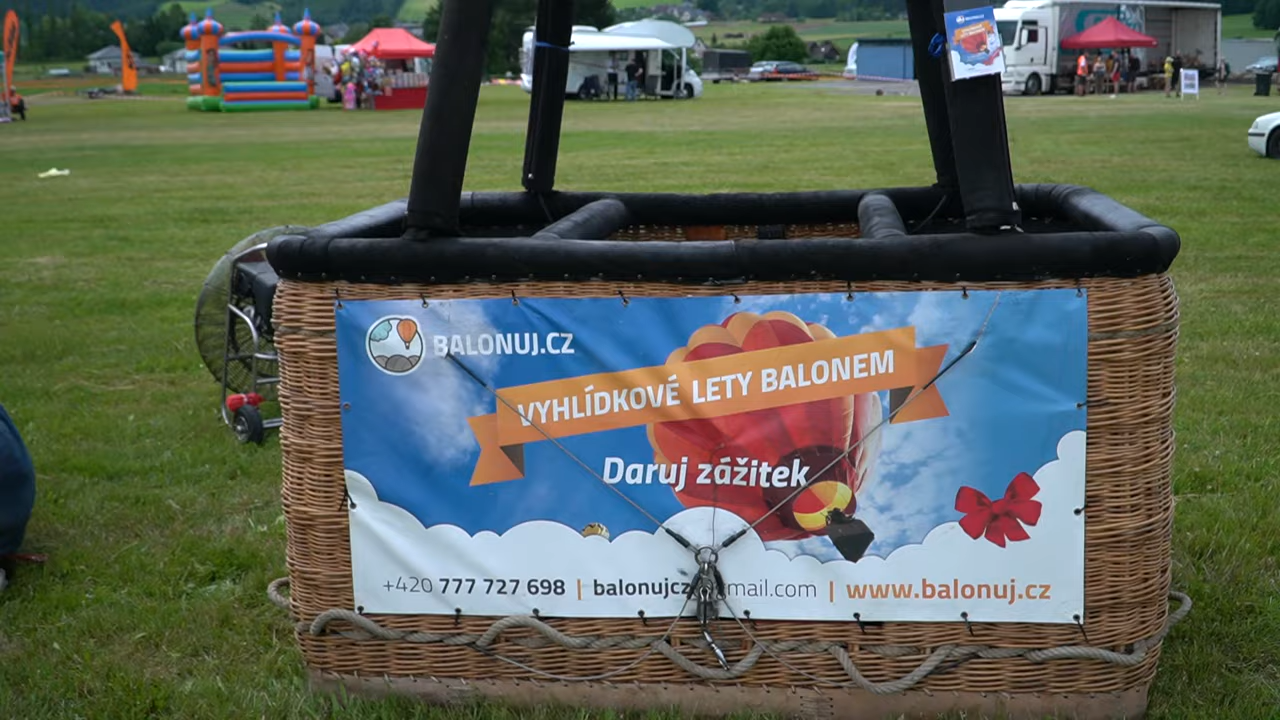 BALONUJ.CZ
VYHLÍDKOVÉ LETY BALONEM
Daruj zážitek
+420 777 727 698 | balonujcz mail.com | www.balonuj.cz